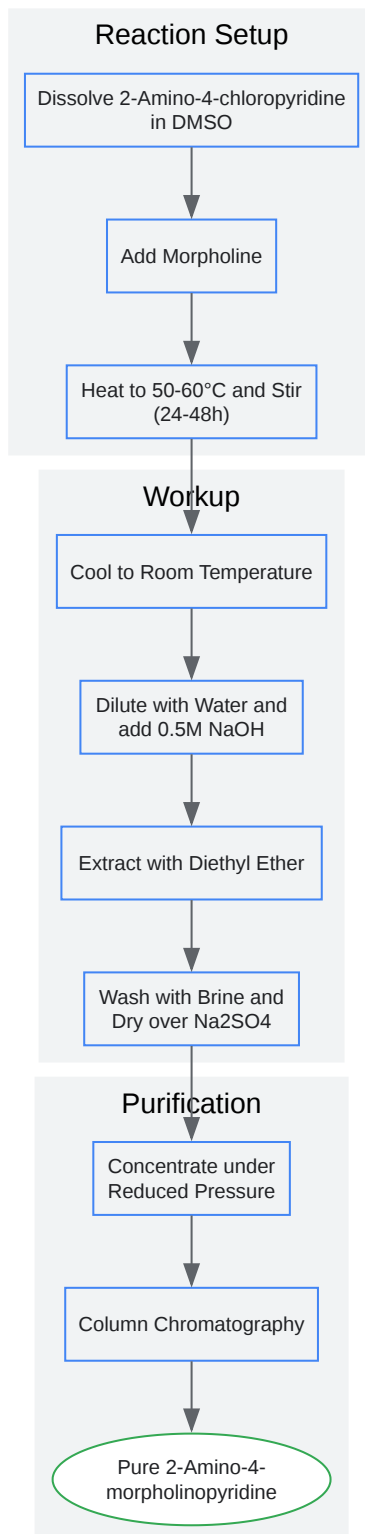 Reaction Setup
Dissolve 2-Amino-4-chloropyridine
in DMSO
Add Morpholine
Heat to 50-60°C and Stir
(24-48h)
Workup
Cool to Room Temperature
Dilute with Water and
add 0.5M NaOH
Extract with Diethyl Ether
Wash with Brine and
Dry over Na2SO4
Purification
Concentrate under
Reduced Pressure
Column Chromatography
Pure 2-Amino-4-
morpholinopyridine